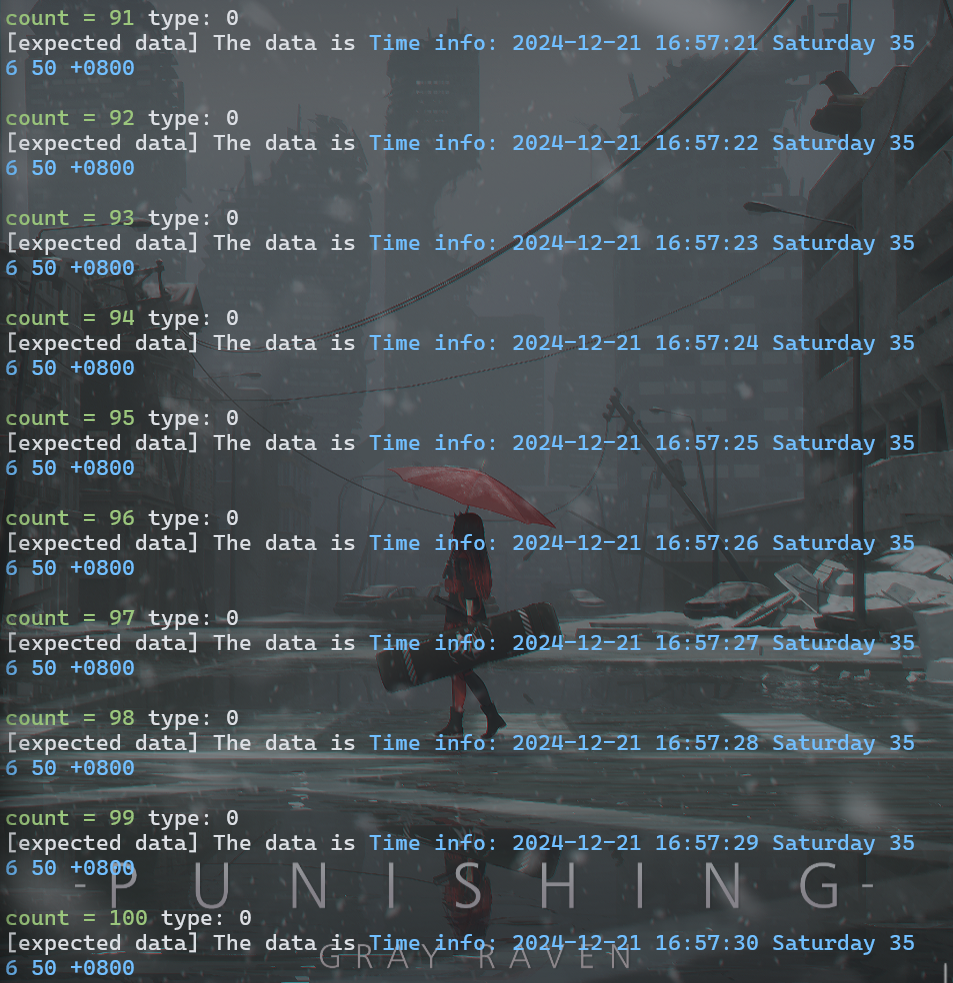 count = 91 type: 0
[expected data] The data is Time info: 2024-12-21 16:57:21 Saturday 35
6 50 +0800
count = 92 type: 0
[expected data] The data is Time info: 2024-12-21 16:57:22 Saturday 35
6 50 +0800
count = 93 type: 0
[expected data] The data is Time info: 2024-12-21 16:57:23 Saturday 35
6 50 +0800
count = 94 type: 0
[expected data] The data is Time info: 2024-12-21 16:57:24 Saturday 35
6 50 +0800
count = 95 type: 0
[expected data] The data is Time info: 2024-12-21 16:57:25 Saturday 35
6 50 +0800
count = 96 type: 0
[expected data] The data is Time info: 2024-12-21 16:57:26 Saturday 35
6 50 +0800
count = 97 type: 0
[expected data] The data is Time info: 2024-12-21 16:57:27 Saturday 35
6 50 +0800
count = 98 type: 0
[expected data] The data is Time info: 2024-12-21 16:57:28 Saturday 35
6 50 +0800
count = 99 type: 0
[expected data] The data is Time info: 2024-12-21 16:57:29 Saturday 35
6 50 +0800
-PUNISHING-
count = 100 type: 0
[expected data] The data is Time info: 2024-12-21 16:57:30 Saturday 35
GRAY RAVEN
6 50 +0800